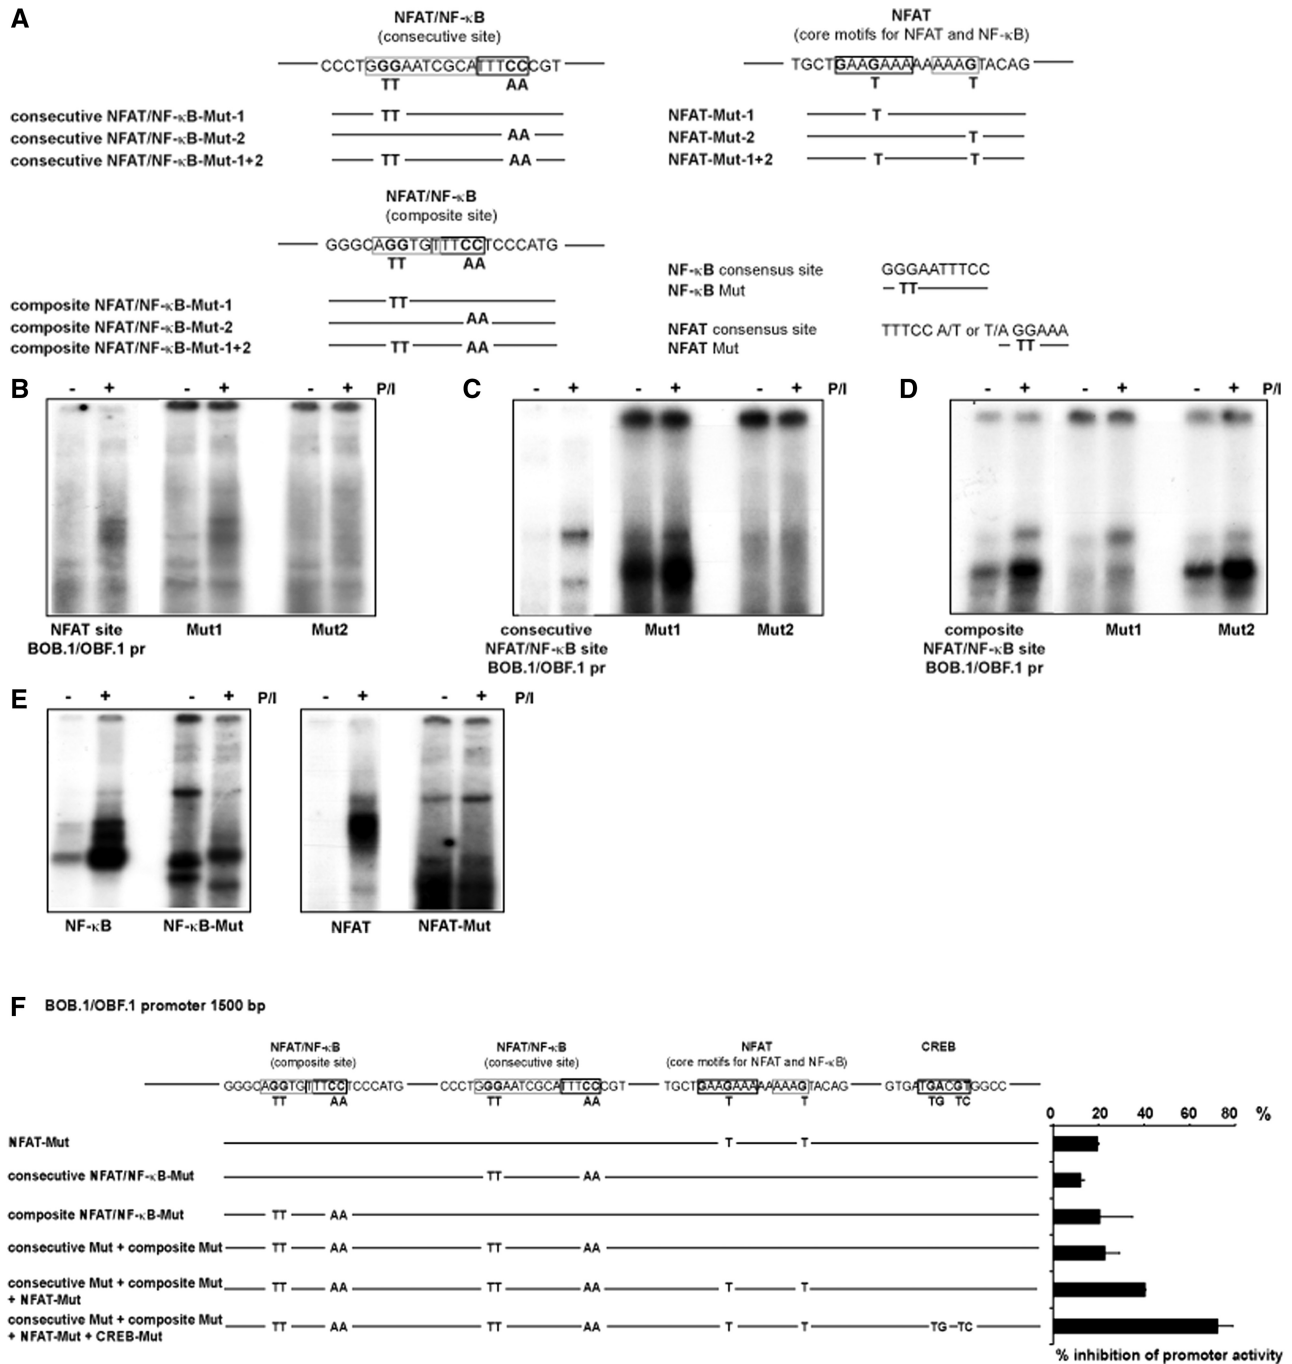 A
NFAT/NF-κB
(consecutive site)
CCCTGGGAATCGCATTTCCCGT
TT AA
consecutive NFAT/NF-κB-Mut-1 TT
consecutive NFAT/NF-κB-Mut-2 AA
consecutive NFAT/NF-κB-Mut-1+2 TT AA
NFAT
(core motifs for NFAT and NF-κB)
TGCTGAAGAAAAAAAAGTACAG
T T
NFAT-Mut-1 T
NFAT-Mut-2 T
NFAT-Mut-1+2 T T
NFAT/NF-κB
(composite site)
GGGCAGGTGTTTCCTCCCATG
TT AA
composite NFAT/NF-κB-Mut-1 TT
composite NFAT/NF-κB-Mut-2 AA
composite NFAT/NF-κB-Mut-1+2 TT AA
NF-κB consensus site GGGAATTTCC
NF-κB Mut TT
NFAT consensus site TTTCC A/T or T/A GGAAA
NFAT Mut TT
B
- + - + - + P/I
NFAT site Mut1 Mut2
BOB.1/OBF.1 pr
C
- + - + - + P/I
consecutive Mut1 Mut2
NFAT/NF-κB site
BOB.1/OBF.1 pr
D
- + - + - + P/I
composite Mut1 Mut2
NFAT/NF-κB site
BOB.1/OBF.1 pr
E
- + - + P/I
NF-κB NF-κB-Mut
- + - + P/I
NFAT NFAT-Mut
F BOB.1/OBF.1 promoter 1500 bp
NFAT/NF-κB NFAT/NF-κB NFAT CREB
(composite site) (consecutive site) (core motifs for NFAT and NF-κB)
GGGCAGGTGTTTCCTCCCATG CCCTGGGAATCGCATTTCCCGT TGCTGAAGAAAAAAAAGTACAG GTGATGACGTGGCC
TT AA TT AA T T TG TC
0 20 40 60 80 %
NFAT-Mut T T
consecutive NFAT/NF-κB-Mut TT AA
composite NFAT/NF-κB-Mut TT AA
consecutive Mut + composite Mut TT AA TT AA
consecutive Mut + composite Mut TT AA TT AA T T
+ NFAT-Mut
consecutive Mut + composite Mut TT AA TT AA T T TG TC
+ NFAT-Mut + CREB-Mut
% inhibition of promoter activity